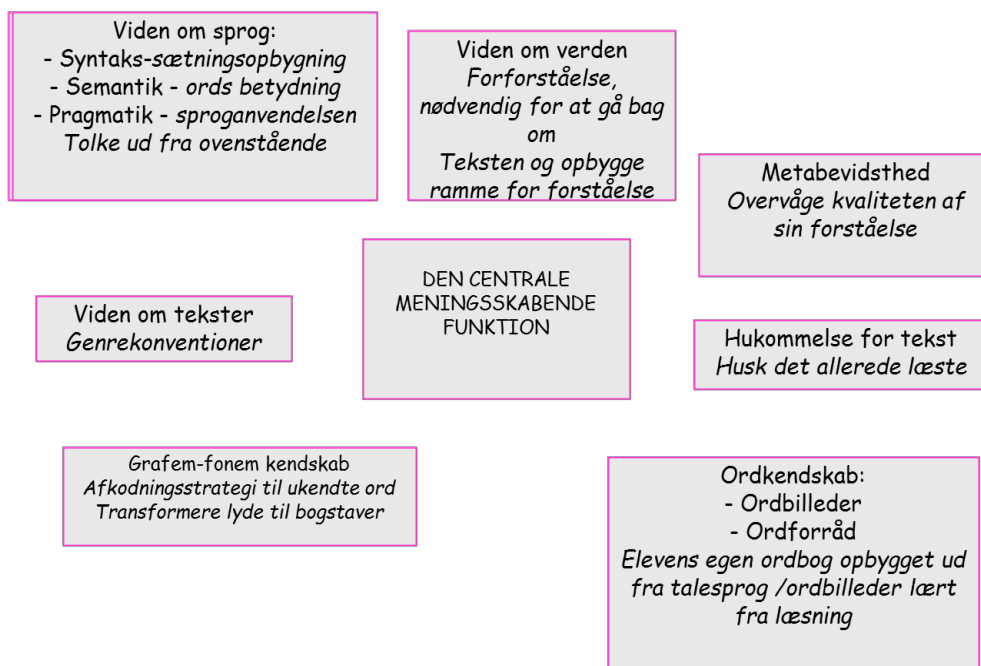 Viden om sprog:
- Syntaks-sætningsopbygning
- Semantik - ords betydning
- Pragmatik - sproganvendelsen
Tolke ud fra ovenstående
Viden om verden
Forforståelse,
nødvendig for at gå bag
om
Teksten og opbygge
ramme for forståelse
Metabevidsthed
Overvåge kvaliteten af
sin forståelse
DEN CENTRALE
MENINGSSKABENDE
FUNKTION
Viden om tekster
Genrekonventioner
Hukommelse for tekst
Husk det allerede læste
Grafem-fonem kendskab
Afkodningsstrategi til ukendte ord
Transformere lyde til bogstaver
Ordkendskab:
- Ordbilleder
- Ordforråd
Elevens egen ordbog opbygget ud
fra talesprog /ordbilleder lært
fra læsning